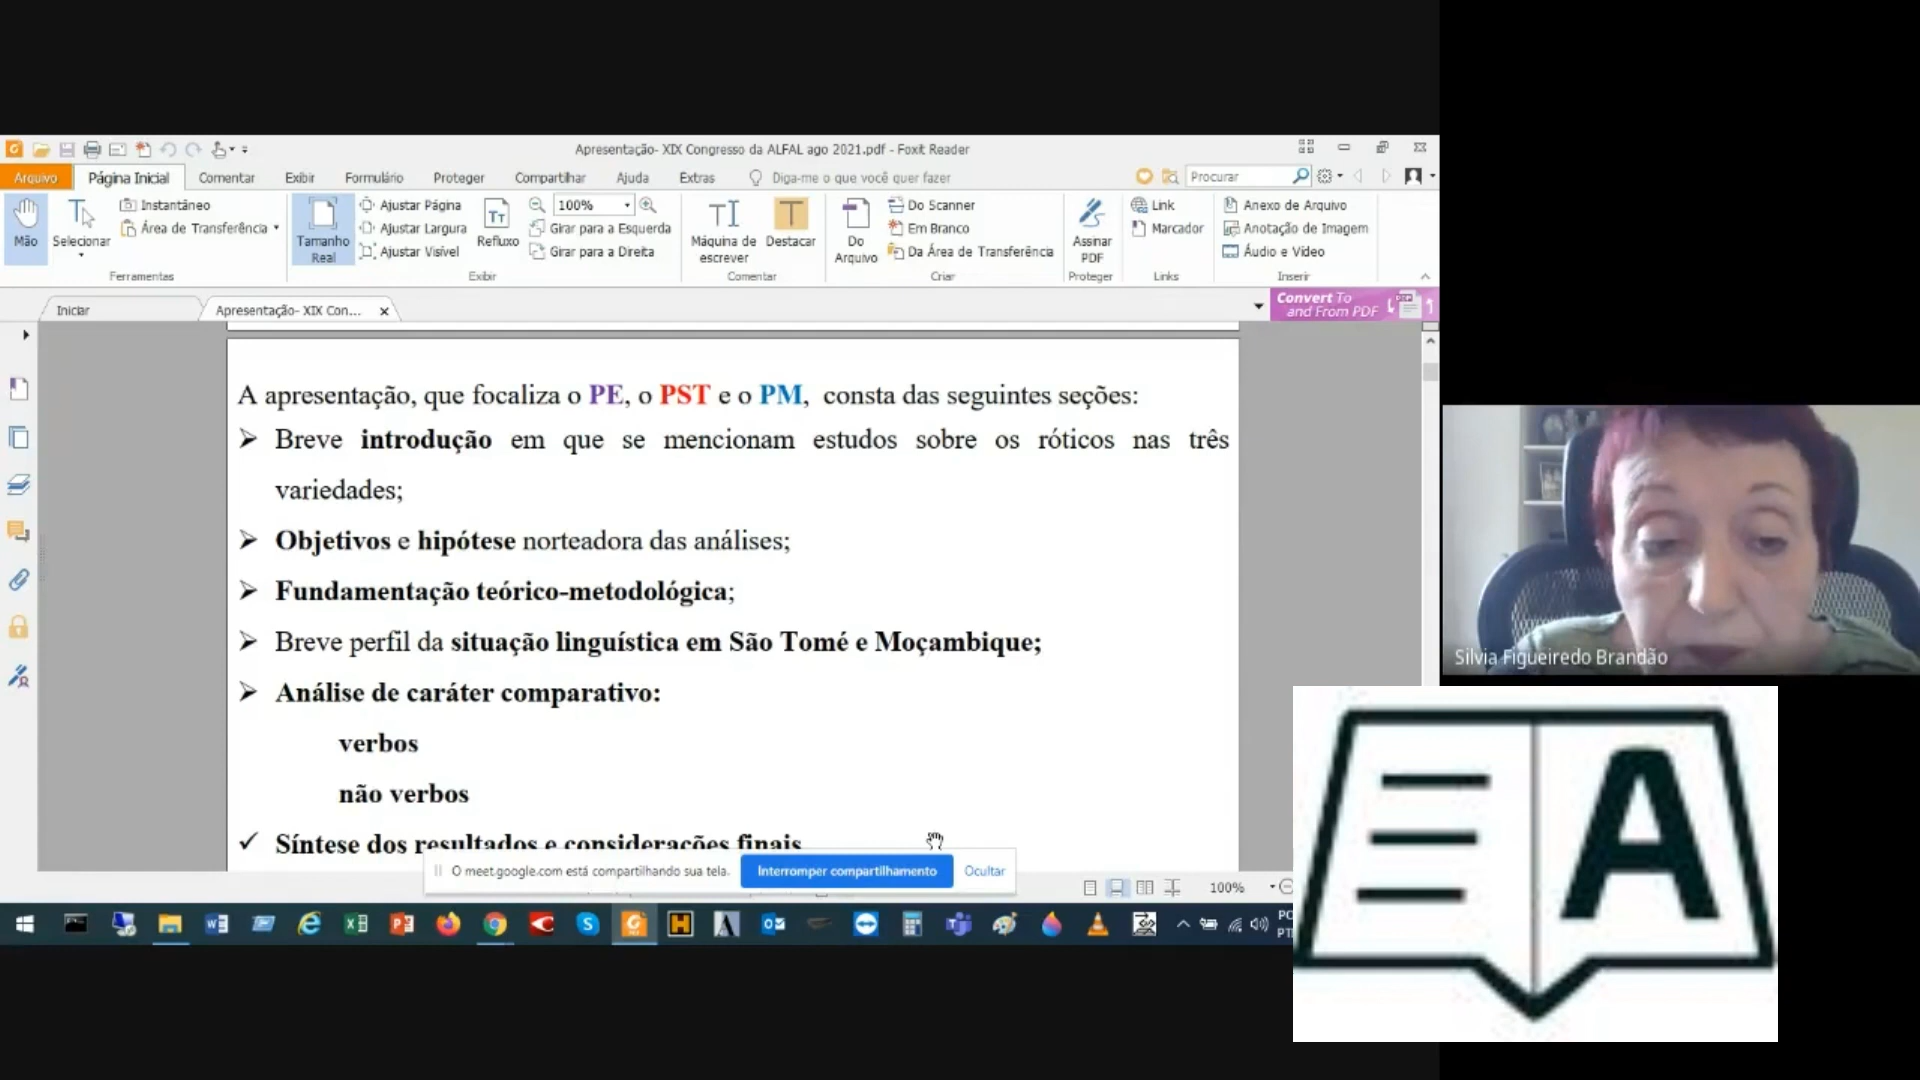 Apresentação- XIX Congresso da ALFAL ago 2021.pdf - Foxit Reader
Arquivo Página Inicial Comentar Exibir Formulário Proteger Compartilhar Ajuda Extras Diga-me o que você quer fazer Procurar
Mão
Selecionar
Instantâneo
Área de Transferência
Ferramentas
Tamanho
Real
Ajustar Página
Ajustar Largura
Ajustar Visível
Refluxo
100%
Girar para a Esquerda
Girar para a Direita
Exibir
Máquina de
escrever
Destacar
Comentar
Do
Arquivo
Do Scanner
Em Branco
Da Área de Transferência
Criar
Assinar
PDF
Proteger
Link
Marcador
Links
Anexo de Arquivo
Anotação de Imagem
Áudio e Vídeo
Inserir
Iniciar
Apresentação- XIX Con...
Convert To
and From PDF
A apresentação, que focaliza o PE, o PST e o PM, consta das seguintes seções:
➢ Breve introdução em que se mencionam estudos sobre os róticos nas três
variedades;
➢ Objetivos e hipótese norteadora das análises;
➢ Fundamentação teórico-metodológica;
➢ Breve perfil da situação linguística em São Tomé e Moçambique;
➢ Análise de caráter comparativo:
verbos
não verbos
✓ Síntese dos resultados e considerações finais
O meet.google.com está compartilhando sua tela. Interromper compartilhamento Ocultar
100%
Silvia Figueiredo Brandão
A